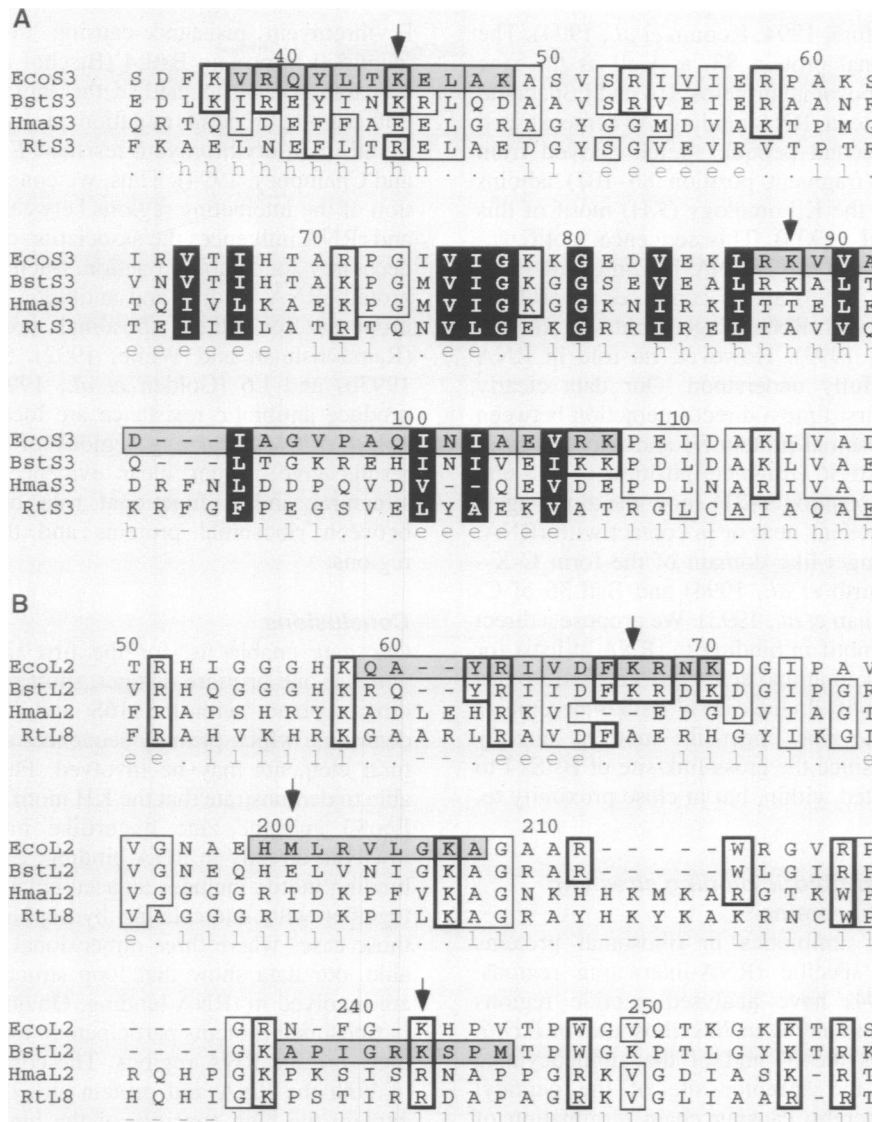 A
40 50 60
EcoS3 S D F K V R Q Y L T K E L A K A S V S R I V I E R P A K S
BstS3 E D L K I R E Y I N K R L Q D A A V S R V E I E R A A N R
HmaS3 Q R T Q I D E F F A E E L G R A G Y G G M D V A K T P M G
RtS3 F K A E L N E F L T R E L A E D G Y S G V E V R V T P T R
70 80 90
EcoS3 I R V T I H T A R P G I V I G K K G E D V E K L R K V V A
BstS3 V N V T I H T A K P G M V I G K G G S E V E A L R K A L T
HmaS3 T Q I V L K A E K P G M V I G K G G K N I R K I T T E L E
RtS3 T E I I I L A T R T Q N V L G E K G R R I R E L T A V V Q
100 110
EcoS3 D - - - I A G V P A Q I N I A E V R K P E L D A K L V A D
BstS3 Q - - - L T G K R E H I N I V E I K K P D L D A K L V A E
HmaS3 D R F N L D D P Q V D V - Q E V D E P D L N A R I V A D
RtS3 K R F G F P E G S V E L Y A E K V A T R G L C A I A Q A E
B
50 60 70
EcoL2 T R H I G G G H K Q A - - Y R I V D F K R N K D G I P A V
BstL2 V R H Q G G G H K R Q - - Y R I I D F K R D K D G I P G R
HmaL2 F R A E G H R Y K A D - - - R K V - - - E D G D V I A G T
RtL8 F R A H V K H R K G A A R L R A V D F A E R H G Y I K G I
200 210
EcoL2 V G N A E H M L R V L G K A G A A R - - - - - W R G V R P
BstL2 V G N E Q H E L V N I G K A G R A R - - - - - W L G I R P
HmaL2 V G G G G R T D K P F V K A G N K H H K M K A R G T K W P
RtL8 V A G G G R T D K P L L K A G R A Y H K Y K A K R N C W P
240 250
EcoL2 - - - - G R N - F G - K H P V T P W G V Q T K G K K T R S
BstL2 - - - - G K A P I G R K S P M T P W G K P T L G Y K T R K
HmaL2 R Q H P G K P K S I S R N A P P G R K V G D I A S K - R T
RtL8 H Q H I G K P S T I R R D A P A G R K V G L I A A R - R T